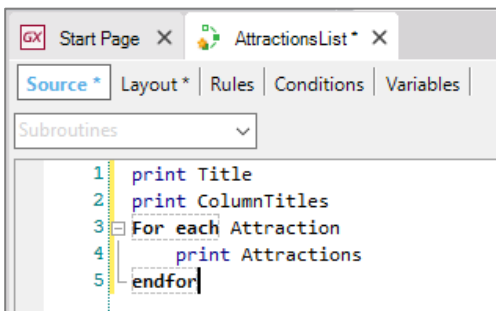 GX Start Page × AttractionsList * ×
Source * Layout * Rules Conditions Variables
Subroutines
1 print Title
2 print ColumnTitles
3 For each Attraction
4 print Attractions
5 endfor